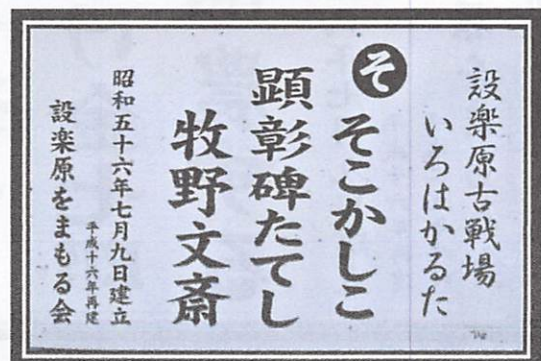 設楽原古戦場
いろはかるた
そ
そこかしこ
顕彰碑たてし
牧野文斎
昭和五十六年七月九日建立
平成十六年再建
設楽原をまもる会